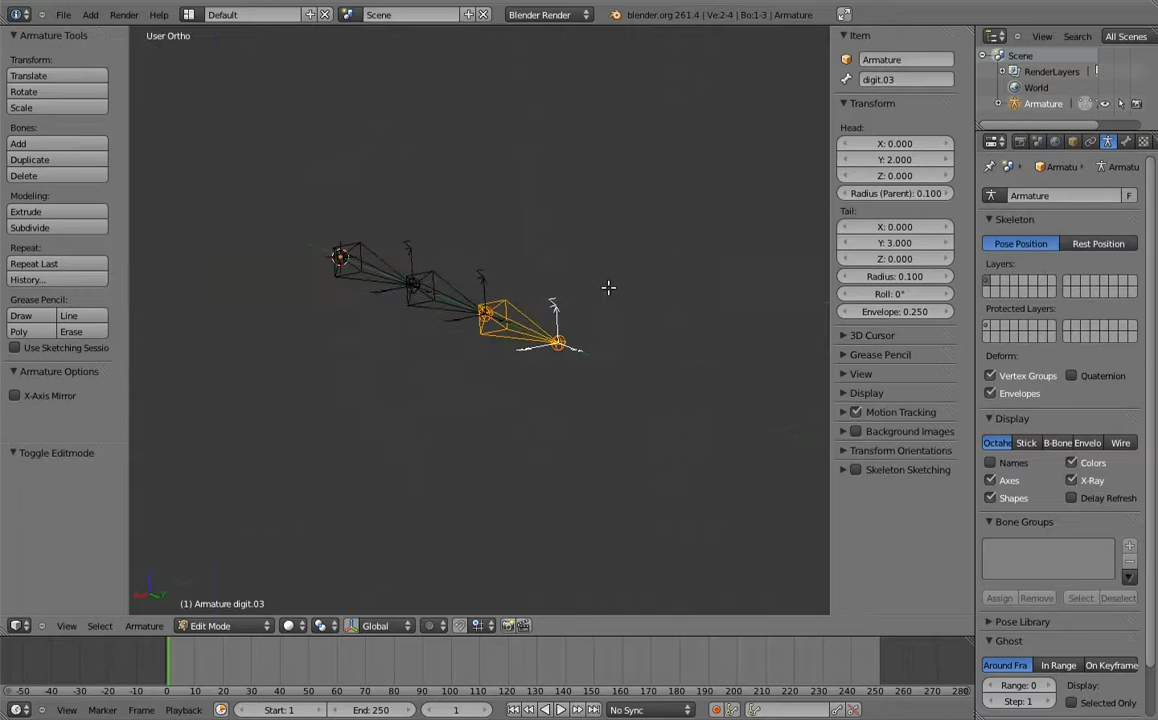 File Add Render Help Default Scene Blender Render blender.org 261.4 | Ve:2-4 | Bo:1-3 | Armature
View Search All Scenes
Armature Tools
Transform:
Translate
Rotate
Scale
Bones:
Add
Duplicate
Delete
Modeling:
Extrude
Subdivide
Repeat:
Repeat Last
History...
Grease Pencil:
Draw Line
Poly Erase
Use Sketching Sessio
Armature Options
X-Axis Mirror
Toggle Editmode
User Ortho
(1) Armature digit.03
Item
Armature
digit.03
Transform
Head:
X: 0.000
Y: 2.000
Z: 0.000
Radius (Parent): 0.100
Tail:
X: 0.000
Y: 3.000
Z: 0.000
Radius: 0.100
Roll: 0°
Envelope: 0.250
3D Cursor
Grease Pencil
View
Display
Motion Tracking
Background Images
Transform Orientations
Skeleton Sketching
Scene
RenderLayers
World
Armature
Armatu Armatu
Armature F
Skeleton
Pose Position Rest Position
Layers:
Protected Layers:
Deform:
Vertex Groups Quaternion
Envelopes
Display
Octahe Stick B-Bone Envelo Wire
Names Colors
Axes X-Ray
Shapes Delay Refresh
Bone Groups
Assign Remove Select Deselect
Pose Library
Ghost
Around Fra In Range On Keyframe
Range: 0 Display:
Step: 1 Selected Only
View Select Armature Edit Mode Global
-50 -40 -30 -20 -10 0 10 20 30 40 50 60 70 80 90 100 110 120 130 140 150 160 170 180 190 200 210 220 230 240 250 260 270 280
View Marker Frame Playback Start: 1 End: 250 1 No Sync